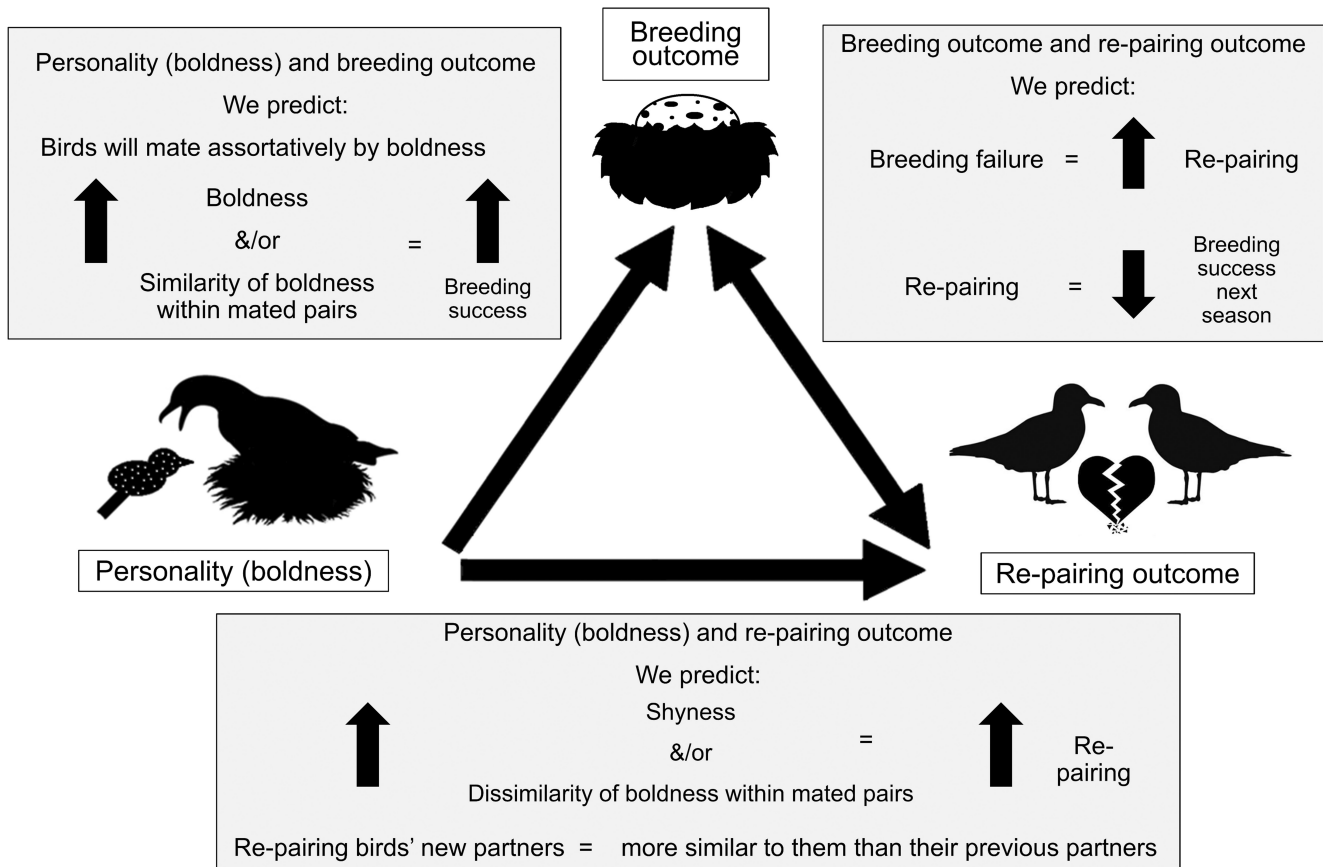 Personality (boldness) and breeding outcome
We predict:
Birds will mate assortatively by boldness
Boldness
&/or
=
Similarity of boldness
within mated pairs
Breeding
success
Breeding
outcome
Breeding outcome and re-pairing outcome
We predict:
Breeding failure = Re-pairing
Re-pairing =
Breeding
success
next
season
Personality (boldness)
Re-pairing outcome
Personality (boldness) and re-pairing outcome
We predict:
Shyness
&/or
=
Dissimilarity of boldness within mated pairs
Re-
pairing
Re-pairing birds’ new partners = more similar to them than their previous partners